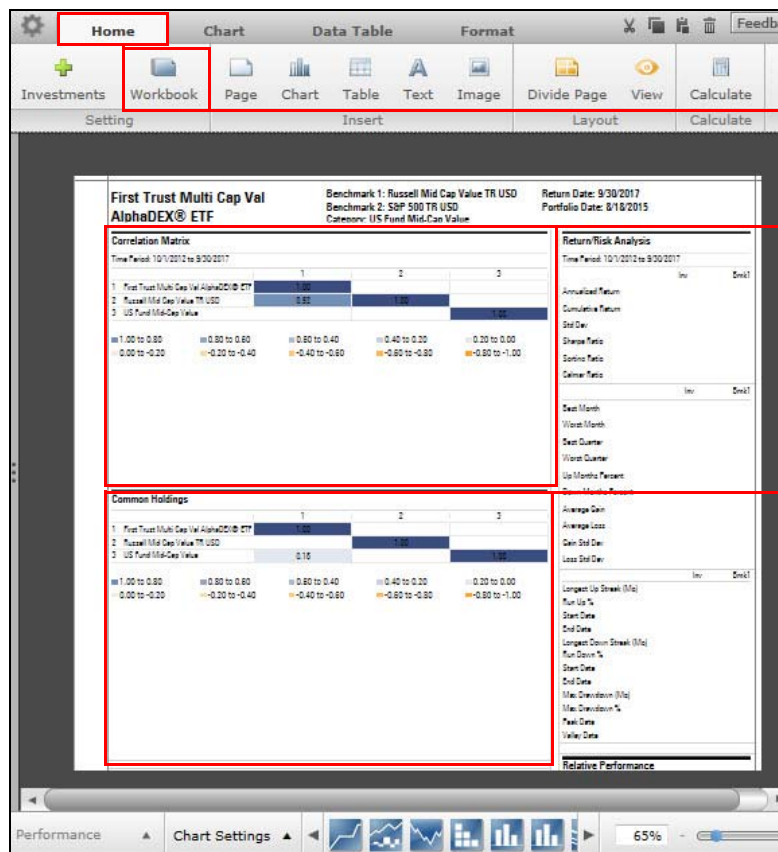 Home Chart Data Table Format Feedb
Investments Workbook Page Chart Table Text Image Divide Page View Calculate
Setting Insert Layout Calculate
First Trust Multi Cap Val
AlphaDEX® ETF
Benchmark 1: Russell Mid Cap Value TR USD
Benchmark 2: S&P 500 TR USD
Category: US Fund Mid-Cap Value
Return Date: 9/30/2017
Portfolio Date: 8/18/2015
Correlation Matrix
Time Period: 10/1/2012 to 9/30/2017
1 2 3
1 First Trust Multi Cap Val AlphaDEX® ETF 1.00
2 Russell Mid Cap Value TR USD 1.00
3 US Fund Mid-Cap Value 1.00
1.00 to 0.80 0.80 to 0.60 0.60 to 0.40 0.40 to 0.20 0.20 to 0.00
0.00 to -0.20 -0.20 to -0.40 -0.40 to -0.60 -0.60 to -0.80 -0.80 to -1.00
Common Holdings
1 2 3
1 First Trust Multi Cap Val AlphaDEX® ETF 1.00
2 Russell Mid Cap Value TR USD 1.00
3 US Fund Mid-Cap Value 0.16 1.00
1.00 to 0.80 0.80 to 0.60 0.60 to 0.40 0.40 to 0.20 0.20 to 0.00
0.00 to -0.20 -0.20 to -0.40 -0.40 to -0.60 -0.60 to -0.80 -0.80 to -1.00
Return/Risk Analysis
Time Period: 10/1/2012 to 9/30/2017
Inv Bmk1
Annualized Return
Cumulative Return
Std Dev
Sharpe Ratio
Sortino Ratio
Calmar Ratio
Inv Bmk1
Best Month
Worst Month
Best Quarter
Worst Quarter
Up Months Percent
Down Months Percent
Average Gain
Average Loss
Gain Std Dev
Loss Std Dev
Inv Bmk1
Longest Up Streak (Mo)
Run Up %
Start Date
End Date
Longest Down Streak (Mo)
Run Down %
Start Date
End Date
Max Drawdown (Mo)
Max Drawdown %
Peak Date
Valley Date
Relative Performance
Performance Chart Settings 65%